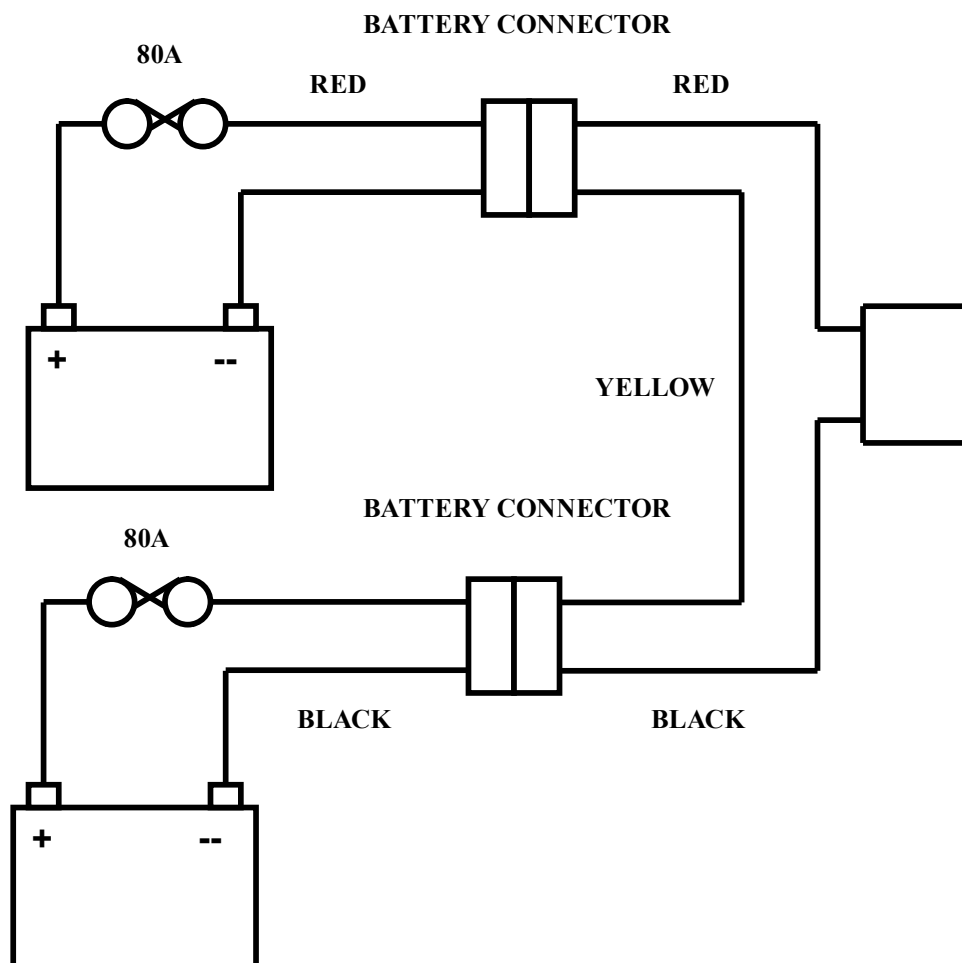 BATTERY CONNECTOR
80A
RED
RED
+
--
YELLOW
BATTERY CONNECTOR
80A
BLACK
BLACK
+
--